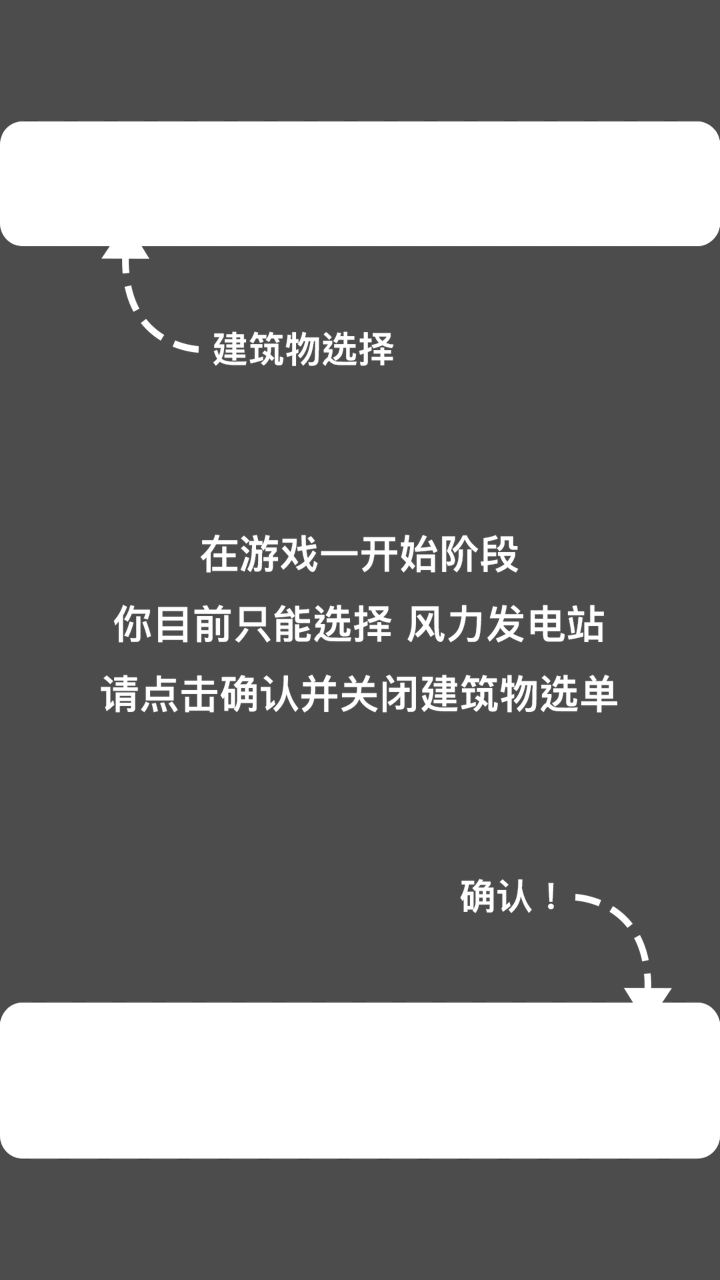 建筑物选择
在游戏一开始阶段
你目前只能选择 风力发电站
请点击确认并关闭建筑物选单
确认！